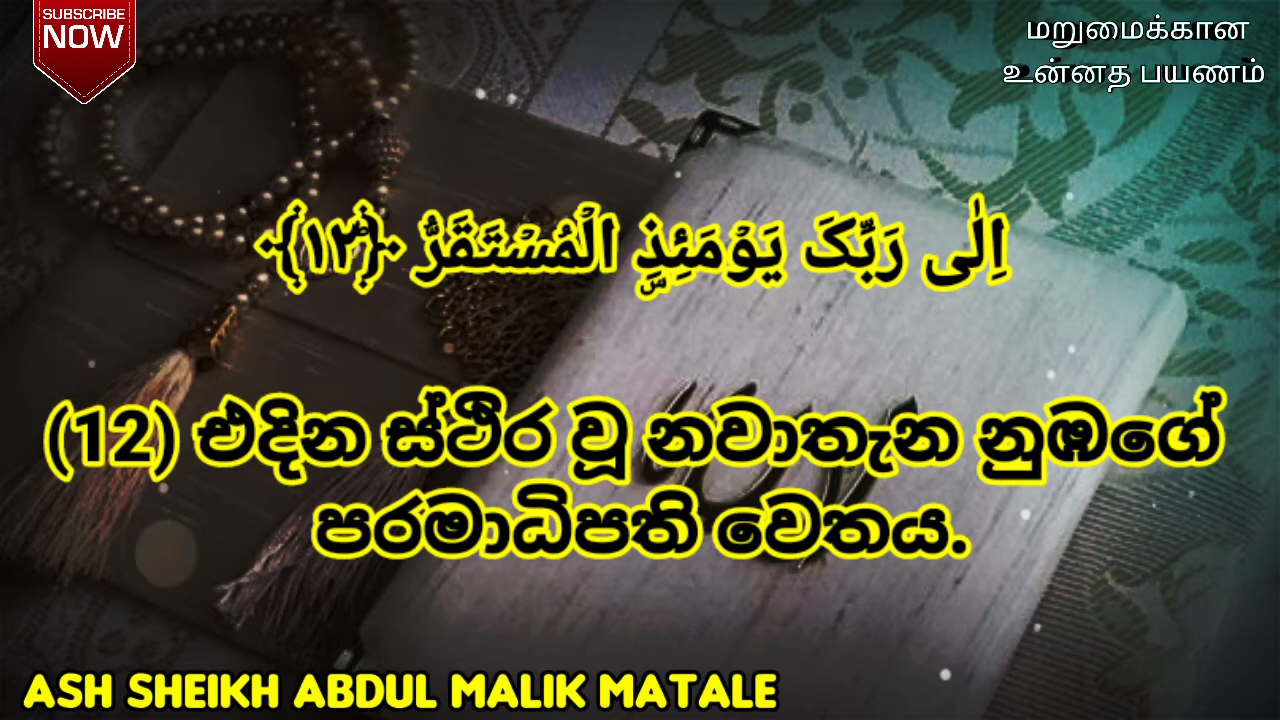 SUBSCRIBE
NOW
மறுமைக்கான
உன்னத பயணம்
اِلٰی رَبِّکَ یَوۡمَئِذِۣ الۡمُسۡتَقَرُّ ﴿ؕ۱۲﴾
(12) එදින ස්ථීර වූ නවාතැන නුඹගේ
පරමාධිපති වෙතය.
ASH SHEIKH ABDUL MALIK MATALE